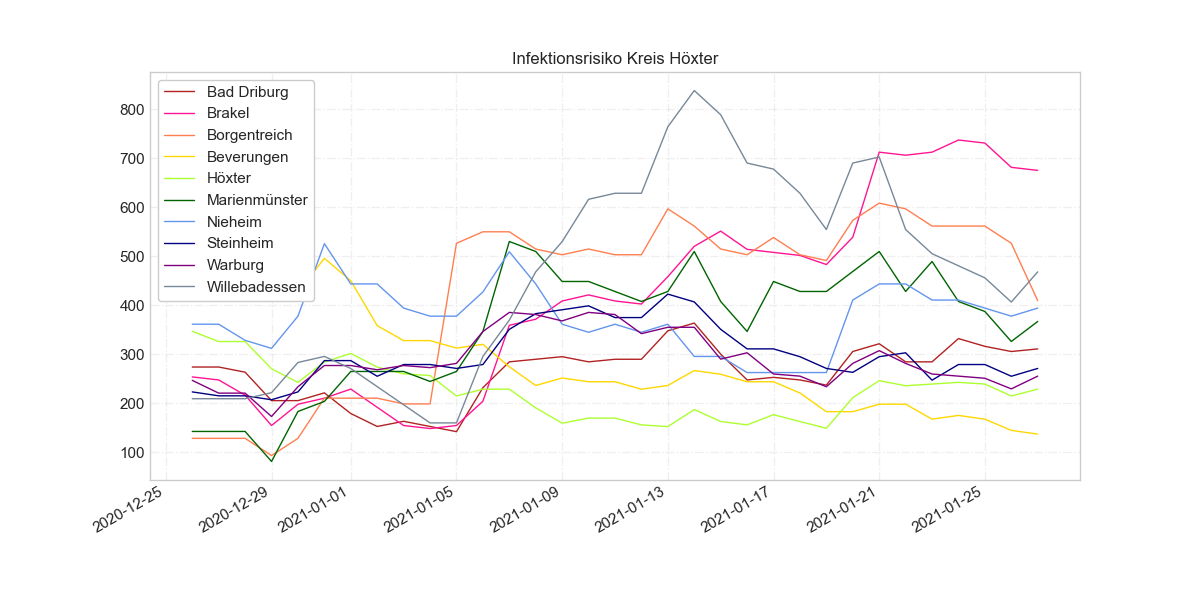 Infektionsrisiko Kreis Höxter
Bad Driburg
Brakel
Borgentreich
Beverungen
Höxter
Marienmünster
Nieheim
Steinheim
Warburg
Willebadessen
800
700
600
500
400
300
200
100
2020-12-25
2020-12-29
2021-01-01
2021-01-05
2021-01-09
2021-01-13
2021-01-17
2021-01-21
2021-01-25